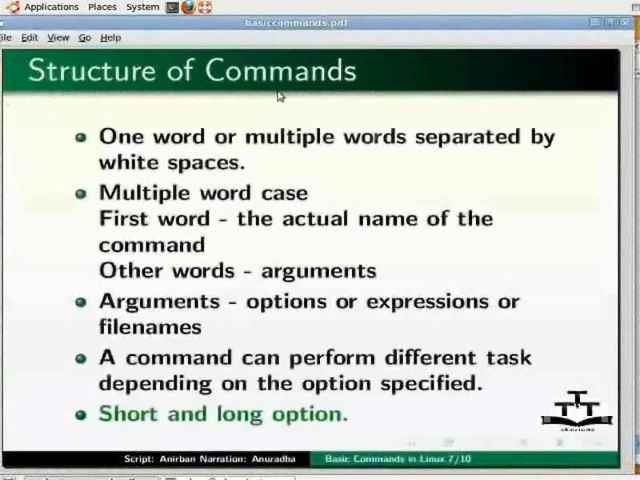 Applications Places System
basiccommands.pdf
ile Edit View Go Help
Structure of Commands
One word or multiple words separated by
white spaces.
Multiple word case
First word - the actual name of the
command
Other words - arguments
Arguments - options or expressions or
filenames
A command can perform different task
depending on the option specified.
Short and long option.
Script: Anirban Narration: Anuradha
Basic Commands in Linux 7/10